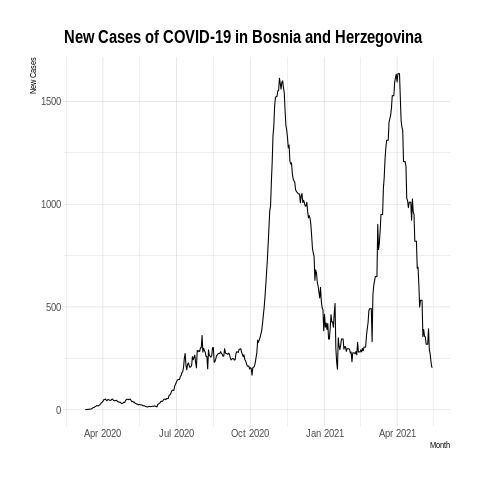 New Cases of COVID-19 in Bosnia and Herzegovina
New Cases
1500
1000
500
0
Apr 2020 Jul 2020 Oct 2020 Jan 2021 Apr 2021
Month